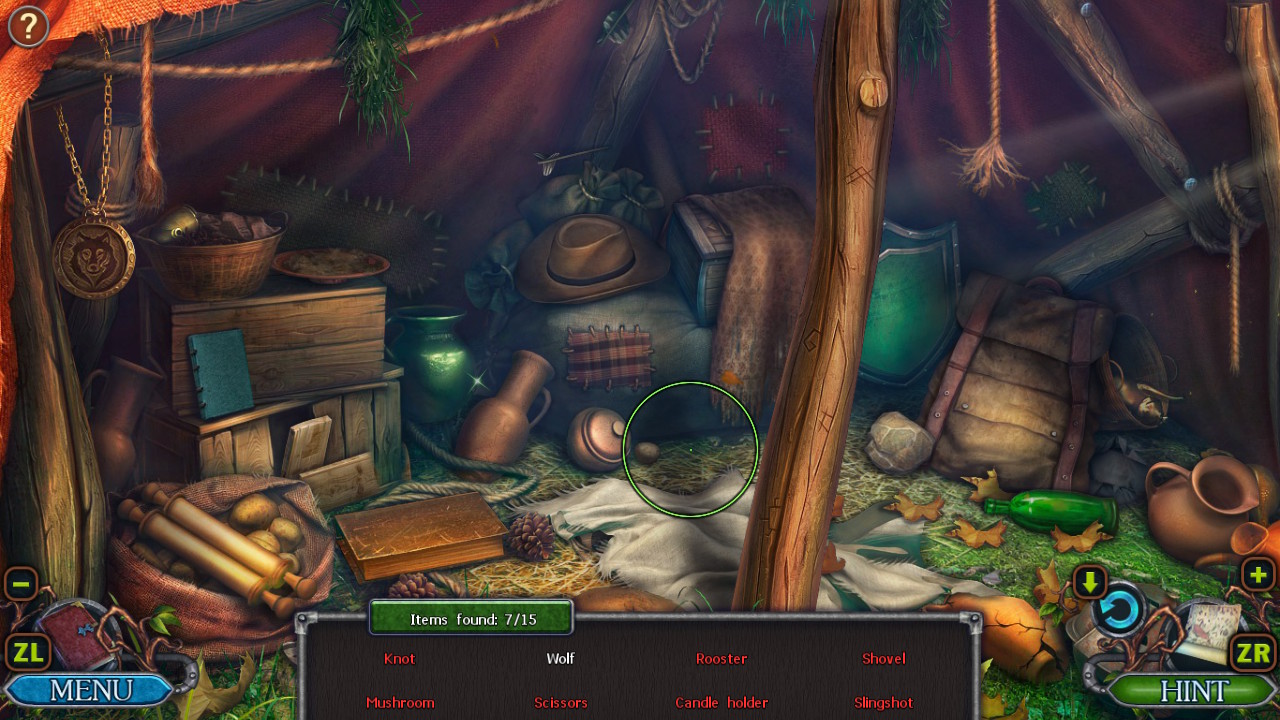 ?
ZL
MENU
Items found: 7/15
Knot Wolf Rooster Shovel
Mushroom Scissors Candle holder Slingshot
ZR
HINT